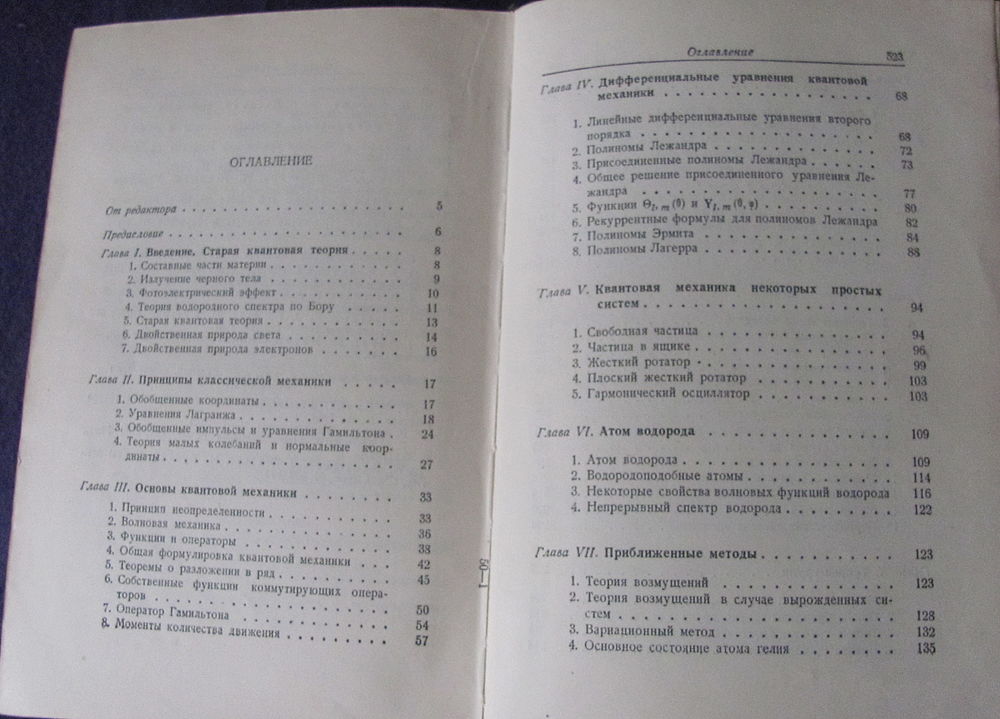 ОГЛАВЛЕНИЕ
От редактора . . . . . . . . . . . . . . . . . . 5
Предисловие . . . . . . . . . . . . . . . . . . 6
Глава I. Введение. Старая квантовая теория . . . . . 8
1. Составные части материи . . . . . . . . . . 8
2. Излучение черного тела . . . . . . . . . . 9
3. Фотоэлектрический эффект . . . . . . . . . 10
4. Теория водородного спектра по Бору . . . . . 11
5. Старая квантовая теория . . . . . . . . . . 13
6. Двойственная природа света . . . . . . . . . 14
7. Двойственная природа электронов . . . . . . 16
Глава II. Принципы классической механики . . . . . 17
1. Обобщенные координаты . . . . . . . . . . 17
2. Уравнения Лагранжа . . . . . . . . . . . . 18
3. Обобщенные импульсы и уравнения Гамильтона . 24
4. Теория малых колебаний и нормальные коор-
динаты . . . . . . . . . . . . . . . . . . 27
Глава III. Основы квантовой механики . . . . . . . 33
1. Принцип неопределенности . . . . . . . . . 33
2. Волновая механика . . . . . . . . . . . . 36
3. Функции и операторы . . . . . . . . . . . 38
4. Общая формулировка квантовой механики . . . 42
5. Теоремы о разложении в ряд . . . . . . . . 45
6. Собственные функции коммутирующих опера-
торов . . . . . . . . . . . . . . . . . . 50
7. Оператор Гамильтона . . . . . . . . . . . 54
8. Моменты количества движения . . . . . . . . 57
50—1
Оглавление 523
Глава IV. Дифференциальные уравнения квантовой
механики . . . . . . . . . . . . . . . . . 68
1. Линейные дифференциальные уравнения второго
порядка . . . . . . . . . . . . . . . . . 68
2. Полиномы Лежандра . . . . . . . . . . . . 72
3. Присоединенные полиномы Лежандра . . . . . 73
4. Общее решение присоединенного уравнения Ле-
жандра . . . . . . . . . . . . . . . . . 77
5. Функции Θl, m (θ) и Yl, m (θ, φ) . . . . . . . 80
6. Рекуррентные формулы для полиномов Лежандра 82
7. Полиномы Эрмита . . . . . . . . . . . . . 84
8. Полиномы Лагерра . . . . . . . . . . . . . 88
Глава V. Квантовая механика некоторых простых
систем . . . . . . . . . . . . . . . . . . 94
1. Свободная частица . . . . . . . . . . . . 94
2. Частица в ящике . . . . . . . . . . . . . 96
3. Жесткий ротатор . . . . . . . . . . . . . 99
4. Плоский жесткий ротатор . . . . . . . . . . 103
5. Гармонический осциллятор . . . . . . . . . 103
Глава VI. Атом водорода . . . . . . . . . . . . . 109
1. Атом водорода . . . . . . . . . . . . . . 109
2. Водородоподобные атомы . . . . . . . . . . 114
3. Некоторые свойства волновых функций водорода 116
4. Непрерывный спектр водорода . . . . . . . . 122
Глава VII. Приближенные методы . . . . . . . . . 123
1. Теория возмущений . . . . . . . . . . . . 123
2. Теория возмущений в случае вырожденных си-
стем . . . . . . . . . . . . . . . . . . 128
3. Вариационный метод . . . . . . . . . . . . 132
4. Основное состояние атома гелия . . . . . . . 135